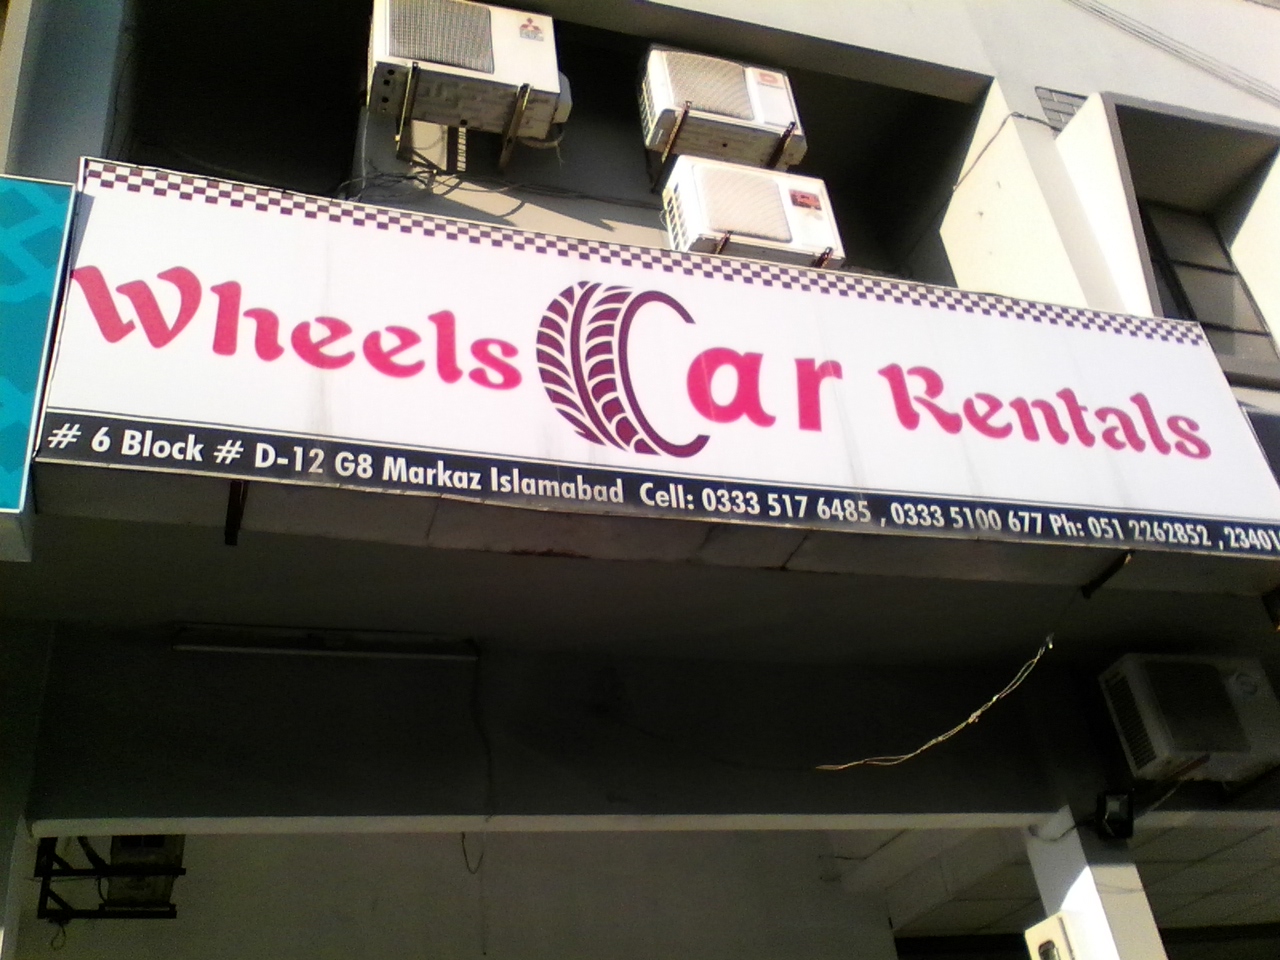 Wheels Car Rentals
# 6 Block # D-12 G8 Markaz Islamabad Cell: 0333 517 6485 , 0333 5100 677 Ph: 051 2262852 ,